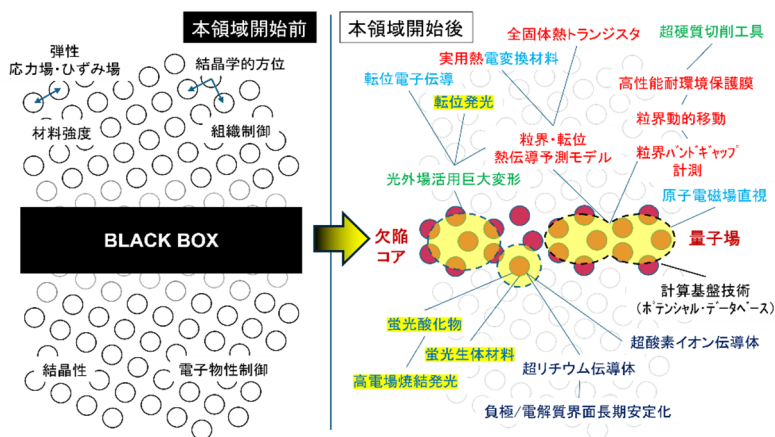 本領域開始前
本領域開始後
弾性
応力場・ひずみ場
結晶学的方位
材料強度
組織制御
BLACK BOX
結晶性
電子物性制御
全固体熱トランジスタ
超硬質切削工具
実用熱電変換材料
転位電子伝導
高性能耐環境保護膜
転位発光
粒界動的移動
粒界・転位
熱伝導予測モデル
粒界バンドギャップ
計測
光外場活用巨大変形
原子電磁場直視
欠陥
コア
量子場
計算基盤技術
(ポテンシャル・データベース)
蛍光酸化物
蛍光生体材料
超酸素イオン伝導体
高電場焼結発光
超リチウム伝導体
負極/電解質界面長期安定化